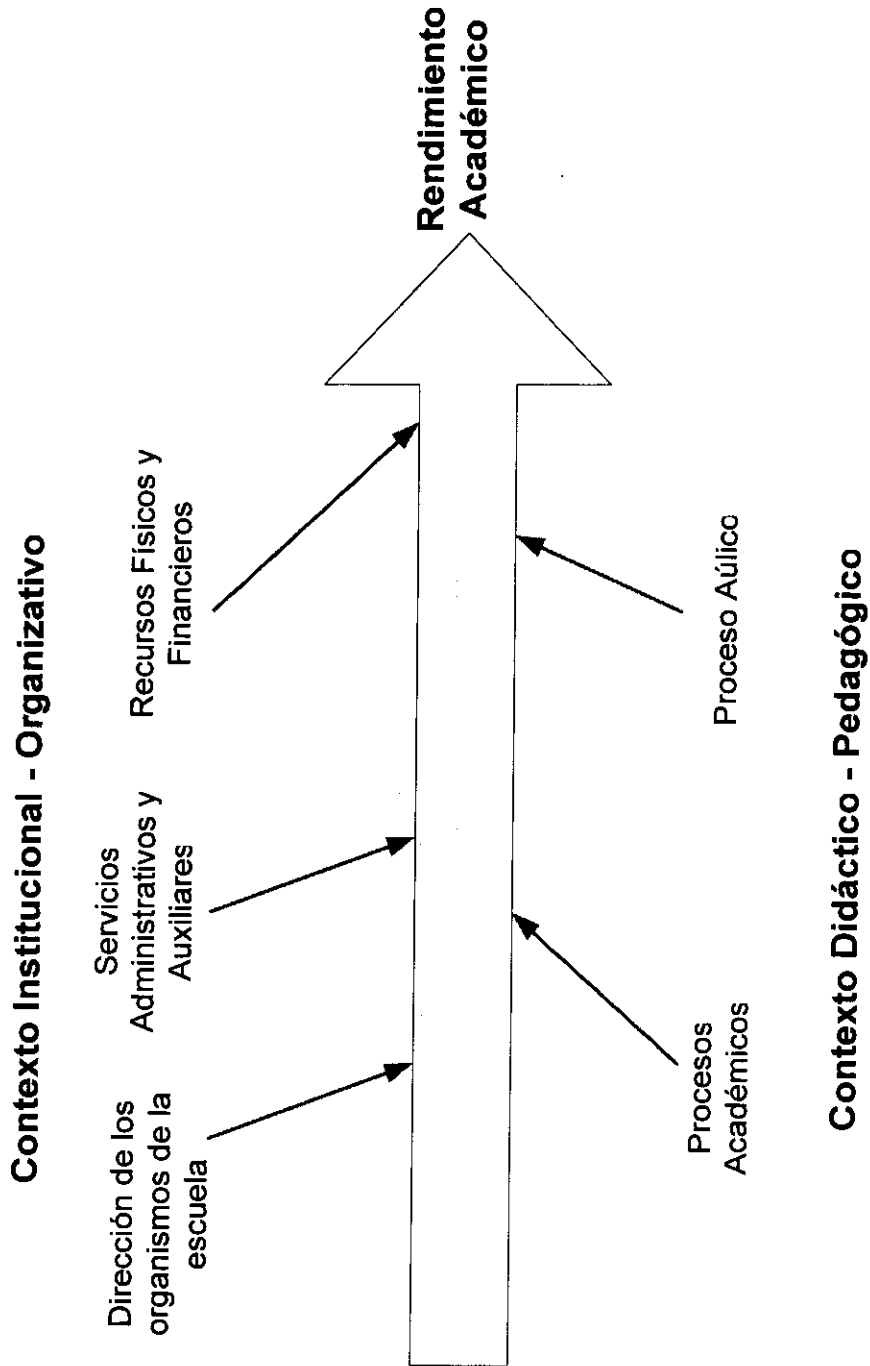 Contexto Institucional - Organizativo
Dirección de los
organismos de la
escuela
Servicios
Administrativos y
Auxiliares
Recursos Físicos y
Financieros
Rendimiento
Académico
Procesos
Académicos
Proceso Aúlico
Contexto Didáctico - Pedagógico